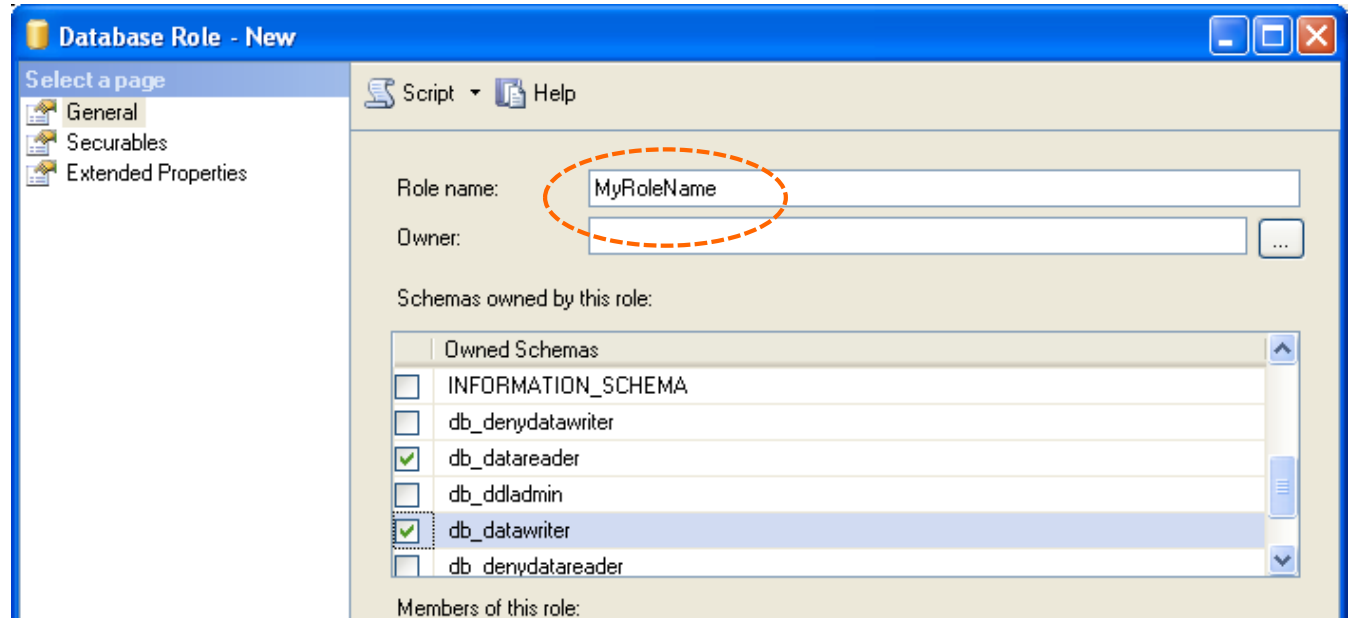 Database Role - New
Select a page
General
Securables
Extended Properties
Script Help
Role name: MyRoleName
Owner: ...
Schemas owned by this role:
Owned Schemas
INFORMATION_SCHEMA
db_denydatawriter
db_datareader
db_ddladmin
db_datawriter
db_denydatareader
Members of this role: